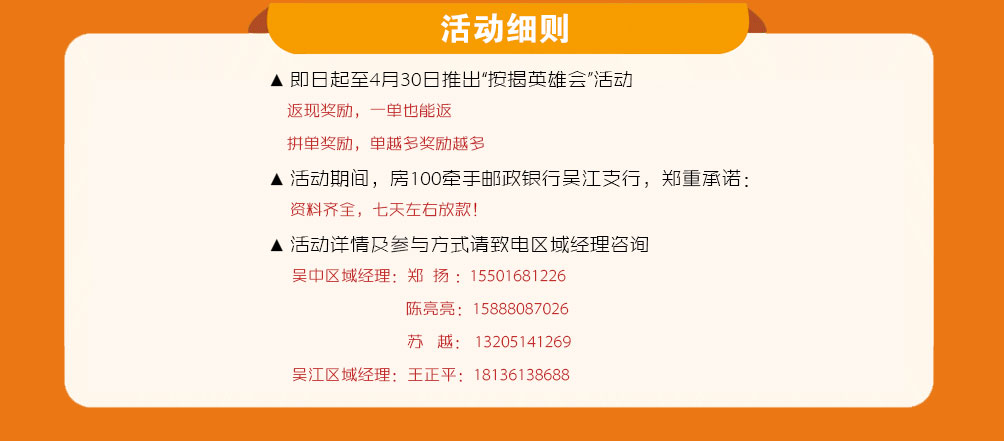 活动细则
▲ 即日起至4月30日推出“按揭英雄会”活动
返现奖励，一单也能返
拼单奖励，单越多奖励越多
▲ 活动期间，房100牵手邮政银行吴江支行，郑重承诺：
资料齐全，七天左右放款！
▲ 活动详情及参与方式请致电区域经理咨询
吴中区域经理：郑 扬：15501681226
陈亮亮：15888087026
苏 越：13205141269
吴江区域经理：王正平：18136138688